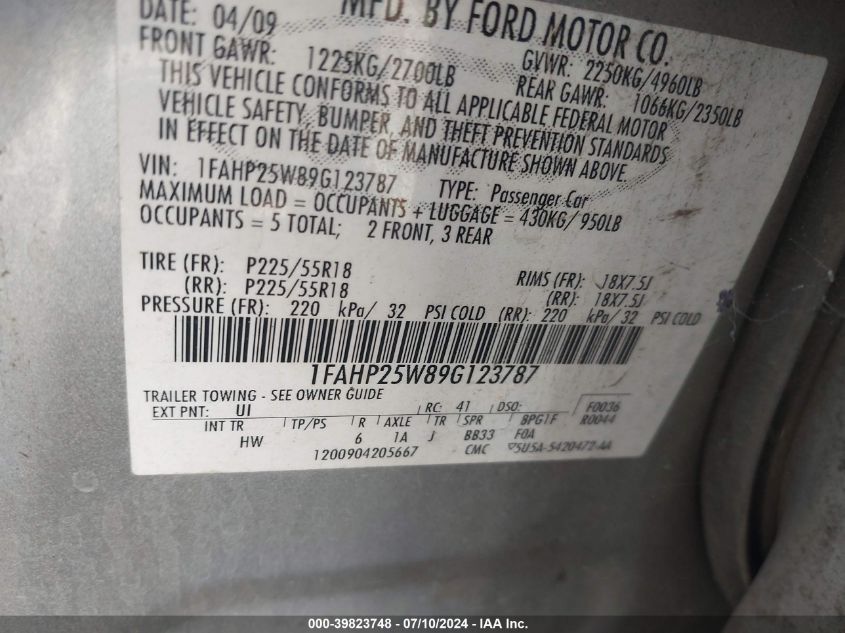 DATE: 04/09 MFD. BY FORD MOTOR CO.
FRONT GAWR: 1225KG/2700LB GVWR: 2250KG/4960LB
REAR GAWR: 1066KG/2350LB
THIS VEHICLE CONFORMS TO ALL APPLICABLE FEDERAL MOTOR
VEHICLE SAFETY, BUMPER, AND THEFT PREVENTION STANDARDS
IN EFFECT ON THE DATE OF MANUFACTURE SHOWN ABOVE.
VIN: 1FAHP25W89G123787 TYPE: Passenger Car
MAXIMUM LOAD = OCCUPANTS + LUGGAGE = 430KG/ 950LB
OCCUPANTS = 5 TOTAL; 2 FRONT, 3 REAR
TIRE (FR): P225/55R18 RIMS (FR): 18X7.5J
(RR): P225/55R18 (RR): 18X7.5J
PRESSURE (FR): 220 kPa/ 32 PSI COLD (RR): 220 kPa/ 32 PSI COLD
1FAHP25W89G123787
TRAILER TOWING - SEE OWNER GUIDE
EXT PNT: UI RC: 41 DSO: F0036
INT TR TP/PS R AXLE TR SPR BPG1F R0044
HW 6 1A J BB33 F0A
1200904205667 CMC 5U5A-5420472-AA
000-39823748 - 07/10/2024 - IAA Inc.